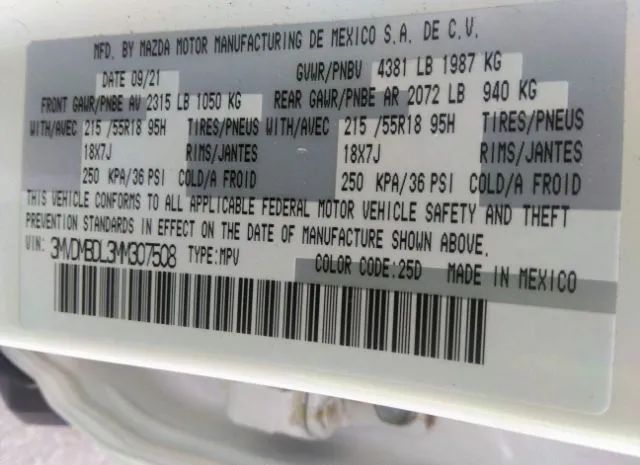 MFD. BY MAZDA MOTOR MANUFACTURING DE MEXICO S.A. DE C.V.
DATE 09/21 GVWR/PNBV 4381 LB 1987 KG
FRONT GAWR/PNBE AV 2315 LB 1050 KG REAR GAWR/PNBE AR 2072 LB 940 KG
WITH/AVEC 215 /55R18 95H TIRES/PNEUS WITH/AVEC 215 /55R18 95H TIRES/PNEUS
18X7J RIMS/JANTES 18X7J RIMS/JANTES
250 KPA/36 PSI COLD/A FROID 250 KPA/36 PSI COLD/A FROID
THIS VEHICLE CONFORMS TO ALL APPLICABLE FEDERAL MOTOR VEHICLE SAFETY AND THEFT
PREVENTION STANDARDS IN EFFECT ON THE DATE OF MANUFACTURE SHOWN ABOVE.
VIN: 3MVDMBDL3MM307508 TYPE:MPV COLOR CODE:25D MADE IN MEXICO